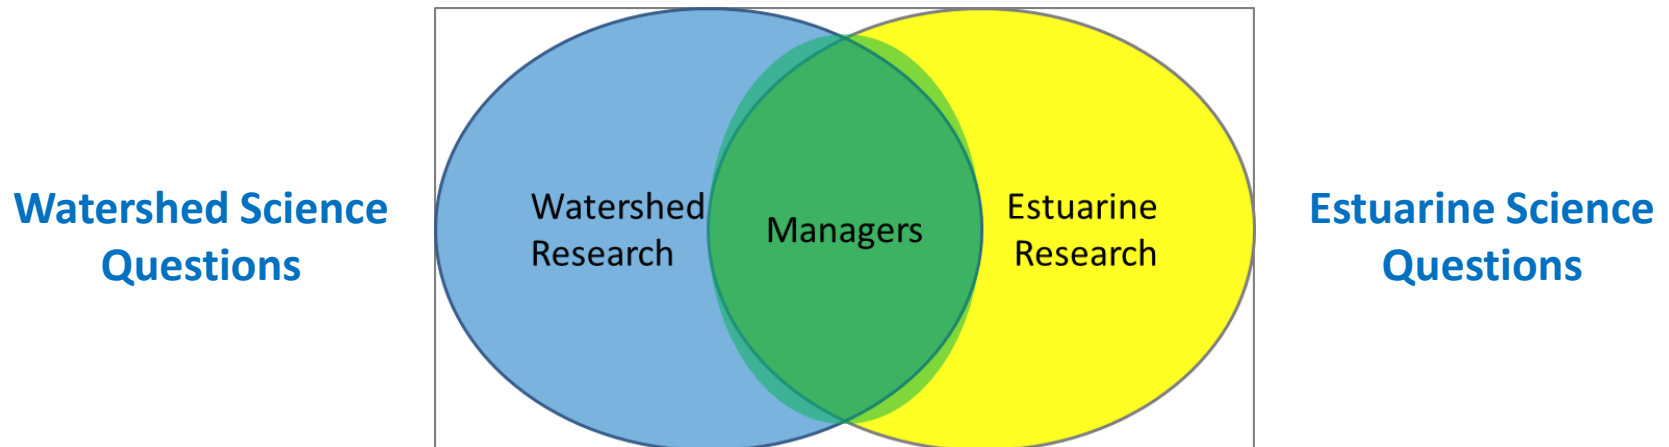 Watershed Science
Questions
Watershed
Research
Managers
Estuarine
Research
Estuarine Science
Questions